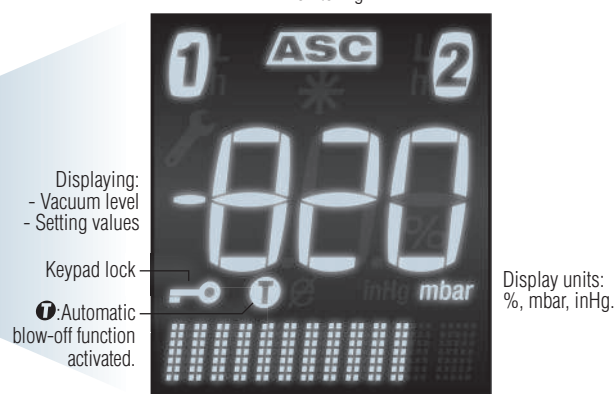 1 L h ASC L h 2
-820
%
Displaying:
- Vacuum level
- Setting values
Keypad lock
T:Automatic
blow-off function
activated.
T inHg mbar
Display units:
%, mbar, inHg.